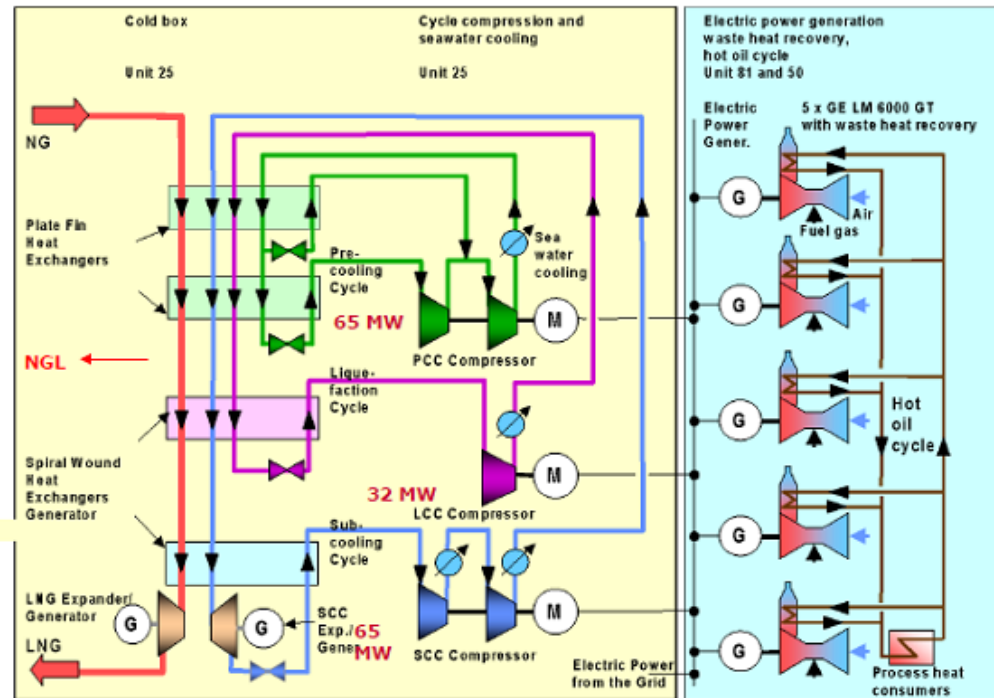 Cold box
Unit 25
Cycle compression and
seawater cooling
Unit 25
Electric power generation
waste heat recovery,
hot oil cycle
Unit 81 and 50
NG
Plate Fin
Heat
Exchangers
Pre-
cooling
Cycle
65 MW
Sea
water
cooling
M
PCC Compressor
NGL
Lique-
faction
Cycle
32 MW
M
LCC Compressor
Spiral Wound
Heat
Exchangers
Generator
Sub-
cooling
Cycle
LNG Expander/
Generator
G
G
SCC
Exp./
Gene
65
MW
M
SCC Compressor
LNG
Electric Power
from the Grid
Electric
Power
Gener.
5 x GE LM 6000 GT
with waste heat recovery
G
Air
Fuel gas
G
G
Hot
oil
cycle
G
G
Process heat
consumers